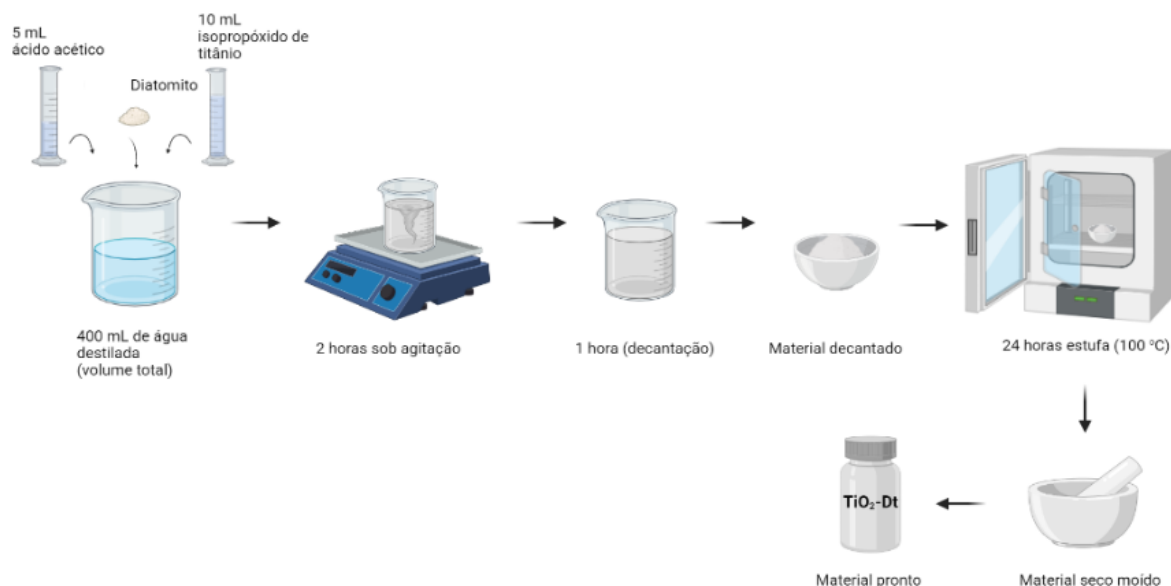 5 mL
ácido acético
10 mL
isopropóxido de
titânio
Diatomito
400 mL de água
destilada
(volume total)
2 horas sob agitação
1 hora (decantação)
Material decantado
24 horas estufa (100 °C)
TiO₂-Dt
Material pronto
Material seco moído